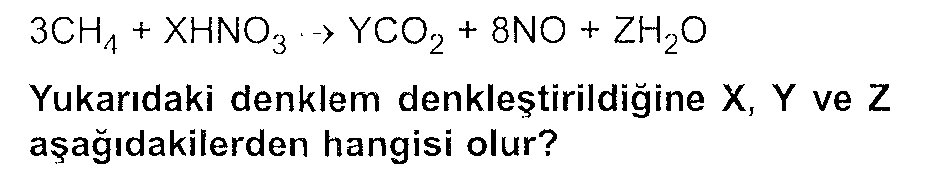 3CH₄ + XHNO₃ → YCO₂ + 8NO + ZH₂O
Yukarıdaki denklem denkleştirildiğine X, Y ve Z
aşağıdakilerden hangisi olur?